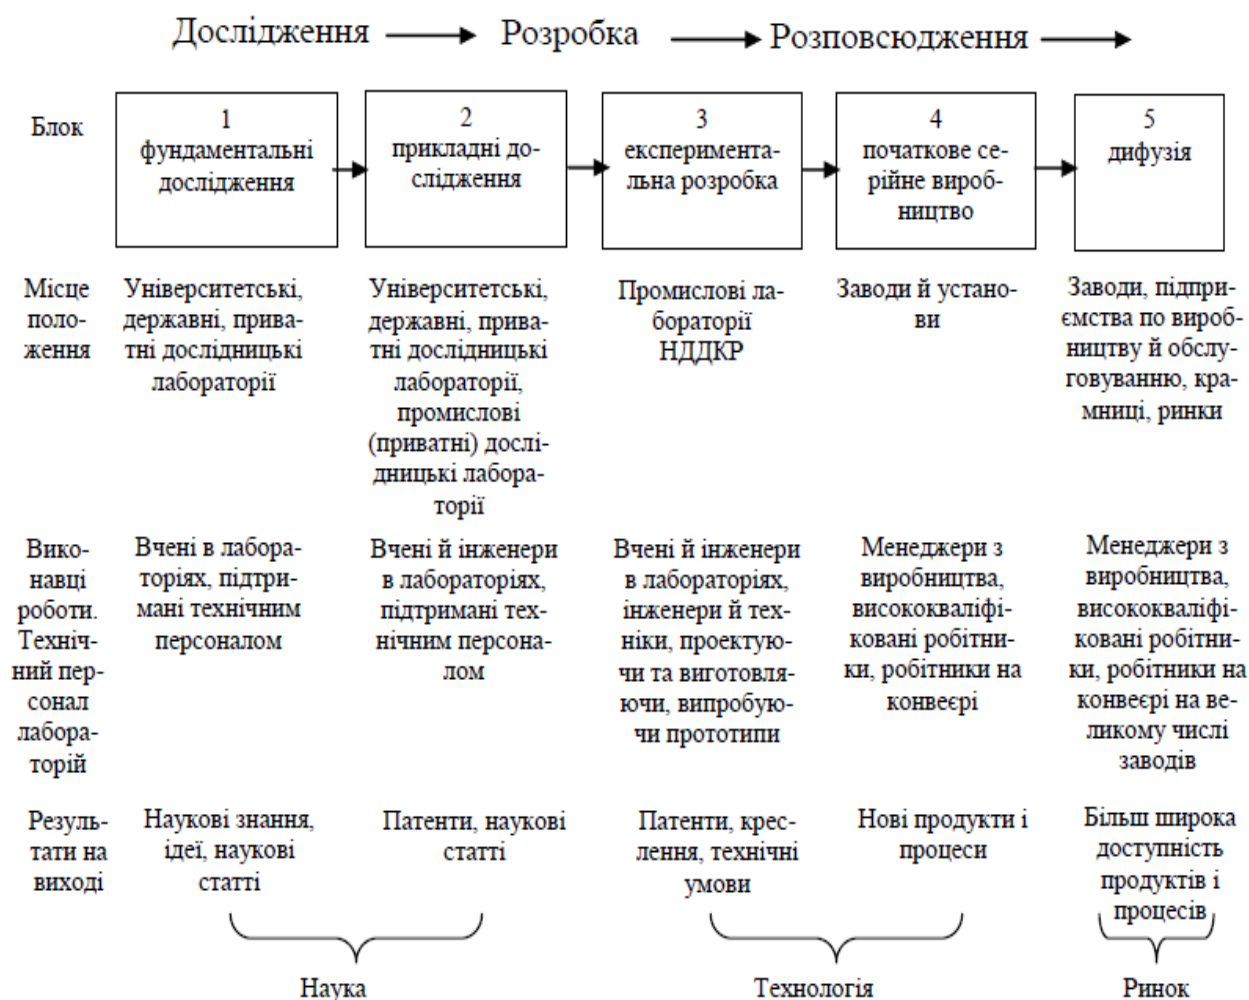 Дослідження Розробка Розповсюдження
Блок
1
фундаментальні
дослідження
2
прикладні до-
слідження
3
експеримента-
льна розробка
4
початкове се-
рійне вироб-
ництво
5
дифузія
Місце
поло-
ження
Університетські,
державні, прива-
тні дослідницькі
лабораторії
Університетські,
державні, прива-
тні дослідницькі
лабораторії,
промислові
(приватні) дослі-
дницькі лабора-
торії
Промислові ла-
бораторії
НДДКР
Заводи й устано-
ви
Заводи, підпри-
ємства по вироб-
ництву й обслу-
говуванню, кра-
мниці, ринки
Вико-
навці
роботи.
Техніч-
ний пер-
сонал
лабора-
торій
Вчені в лабора-
торіях, підтри-
мані технічним
персоналом
Вчені й інженери
в лабораторіях,
підтримані тех-
нічним персона-
лом
Вчені й інженери
в лабораторіях,
інженери й тех-
ніки, проектую-
чи та виготовля-
ючи, випробую-
чи прототипи
Менеджери з
виробництва,
висококваліфі-
ковані робітни-
ки, робітники на
конвеєрі
Менеджери з
виробництва,
висококваліфі-
ковані робітни-
ки, робітники на
конвеєрі на ве-
ликому числі
заводів
Резуль-
тати на
виході
Наукові знання,
ідеї, наукові
статті
Патенти, наукові
статті
Патенти, крес-
лення, технічні
умови
Нові продукти і
процеси
Більш широка
доступність
продуктів і
процесів
Наука
Технологія
Ринок